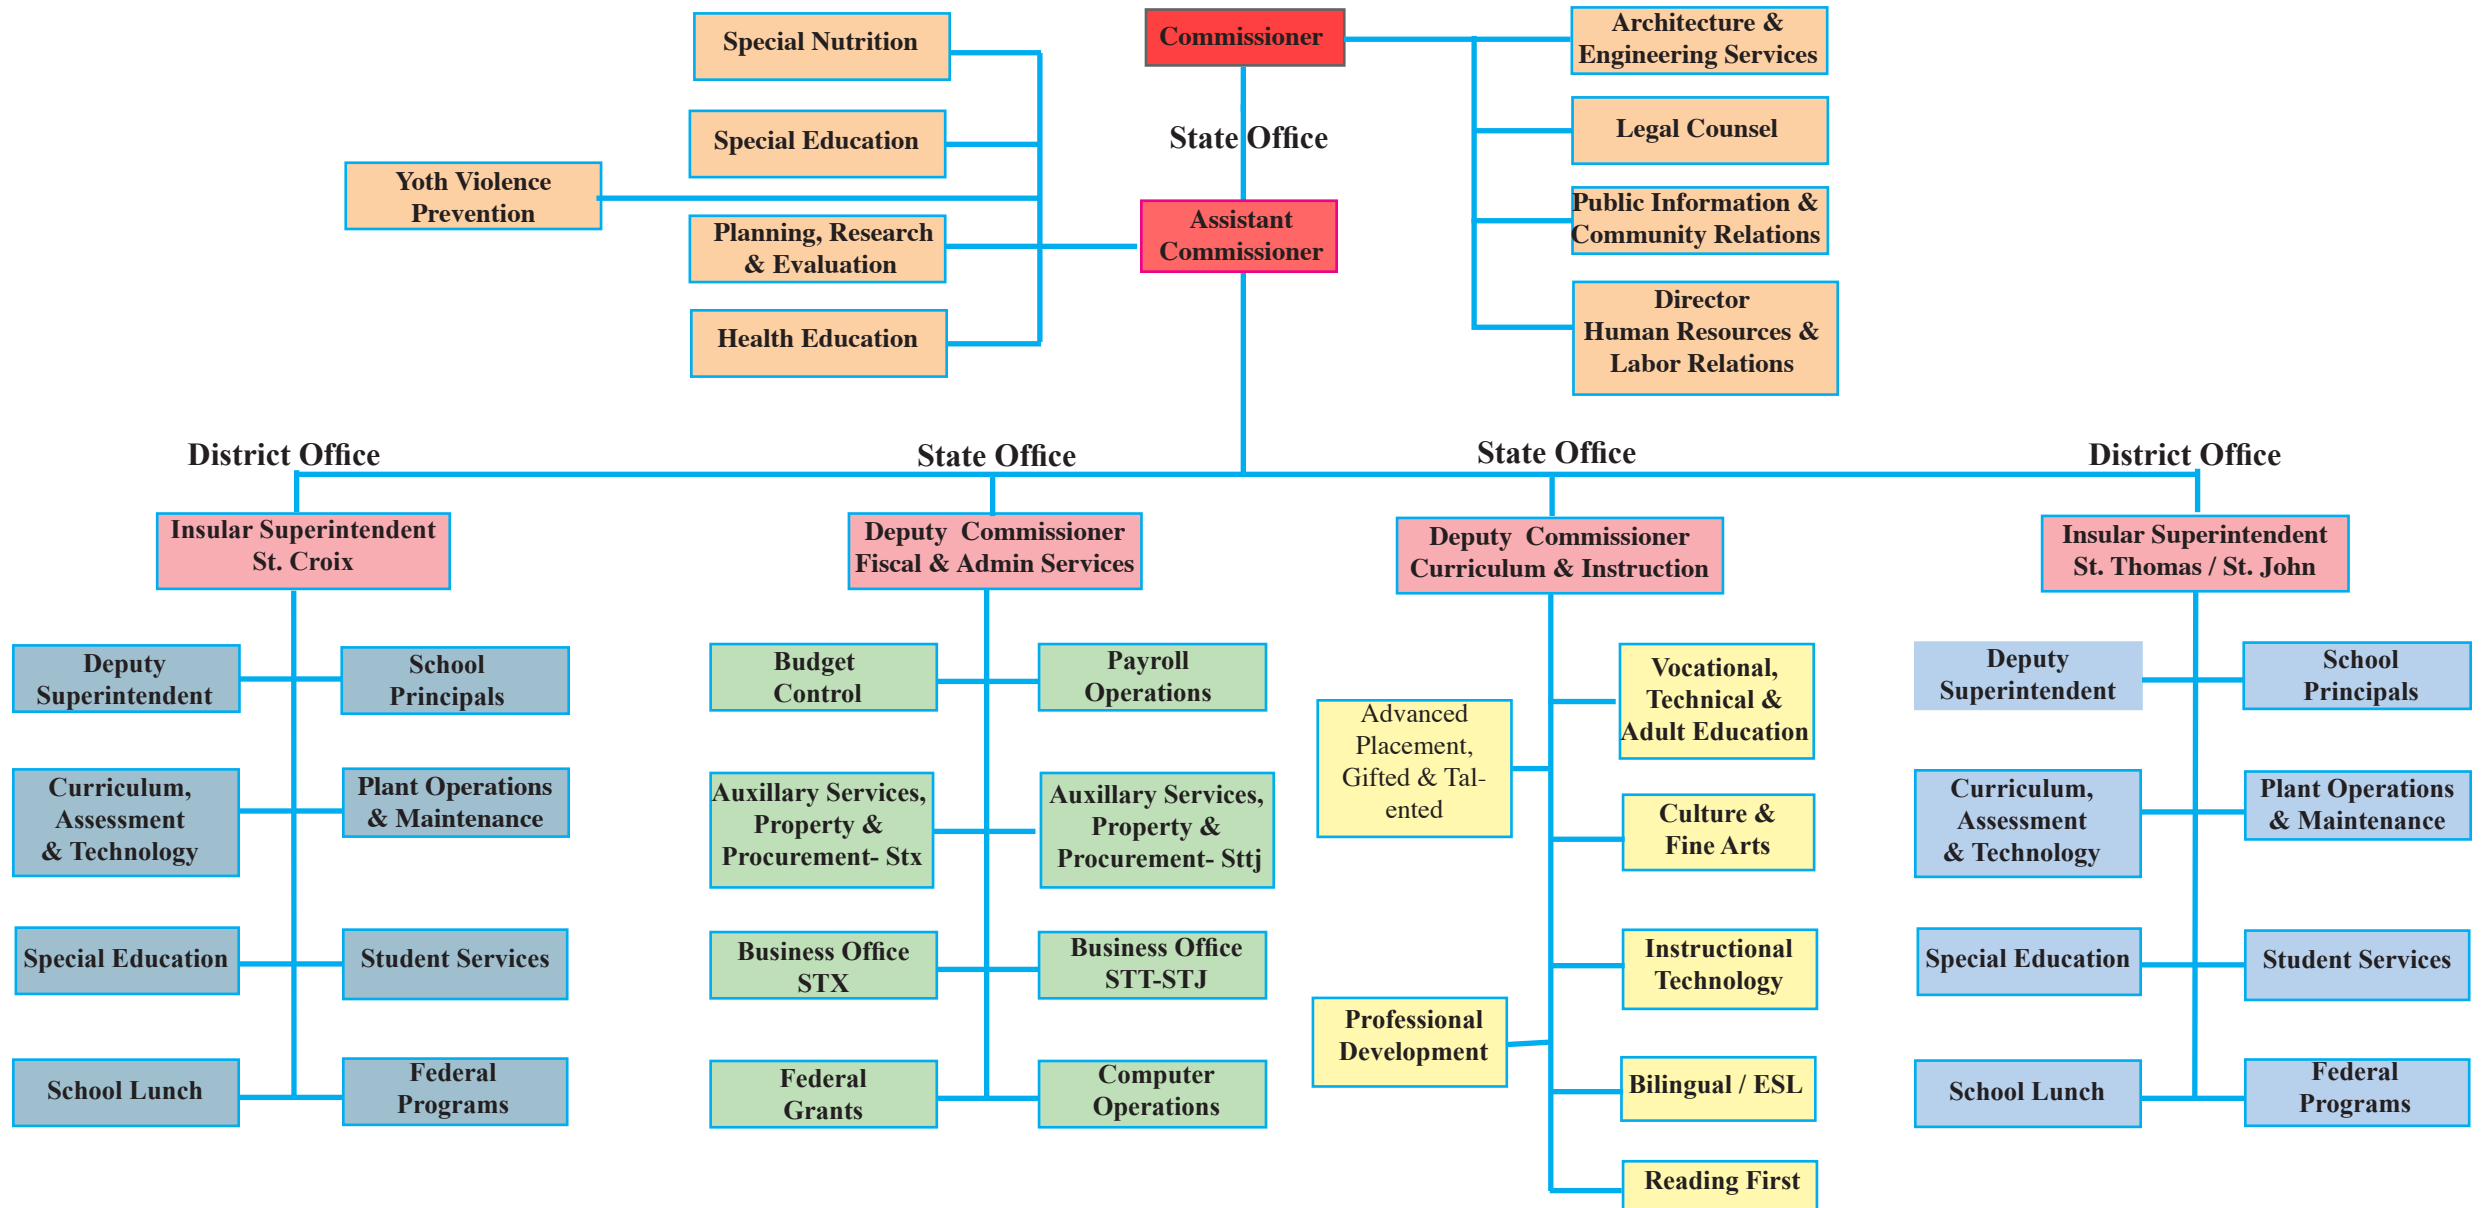 Commissioner
State Office
Assistant
Commissioner
Special Nutrition
Special Education
Yoth Violence
Prevention
Planning, Research
& Evaluation
Health Education
Architecture &
Engineering Services
Legal Counsel
Public Information &
Community Relations
Director
Human Resources &
Labor Relations
District Office
Insular Superintendent
St. Croix
Deputy
Superintendent
School
Principals
Curriculum,
Assessment
& Technology
Plant Operations
& Maintenance
Special Education
Student Services
School Lunch
Federal
Programs
State Office
Deputy Commissioner
Fiscal & Admin Services
Budget
Control
Payroll
Operations
Auxillary Services,
Property &
Procurement- Stx
Auxillary Services,
Property &
Procurement- Sttj
Business Office
STX
Business Office
STT-STJ
Federal
Grants
Computer
Operations
State Office
Deputy Commissioner
Curriculum & Instruction
Vocational,
Technical &
Adult Education
Advanced
Placement,
Gifted & Tal-
ented
Culture &
Fine Arts
Instructional
Technology
Professional
Development
Bilingual / ESL
Reading First
District Office
Insular Superintendent
St. Thomas / St. John
Deputy
Superintendent
School
Principals
Curriculum,
Assessment
& Technology
Plant Operations
& Maintenance
Special Education
Student Services
School Lunch
Federal
Programs